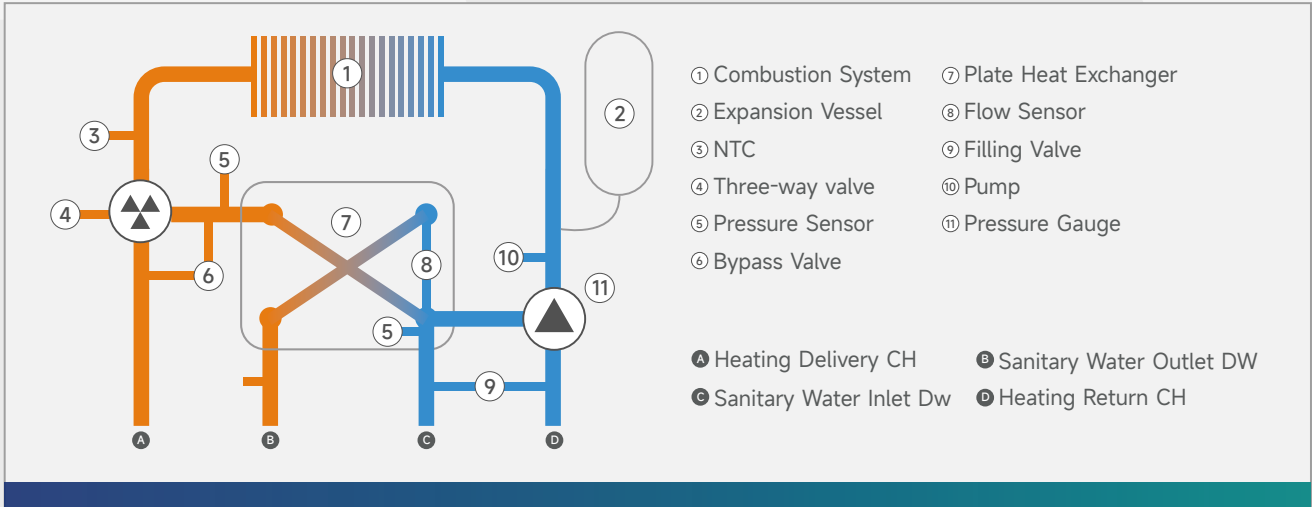 1
2
3
5
4
7
6
8
10
11
5
9
A
B
C
D
① Combustion System
② Expansion Vessel
③ NTC
④ Three-way valve
⑤ Pressure Sensor
⑥ Bypass Valve
⑦ Plate Heat Exchanger
⑧ Flow Sensor
⑨ Filling Valve
⑩ Pump
⑪ Pressure Gauge
A Heating Delivery CH
B Sanitary Water Outlet DW
C Sanitary Water Inlet Dw
D Heating Return CH